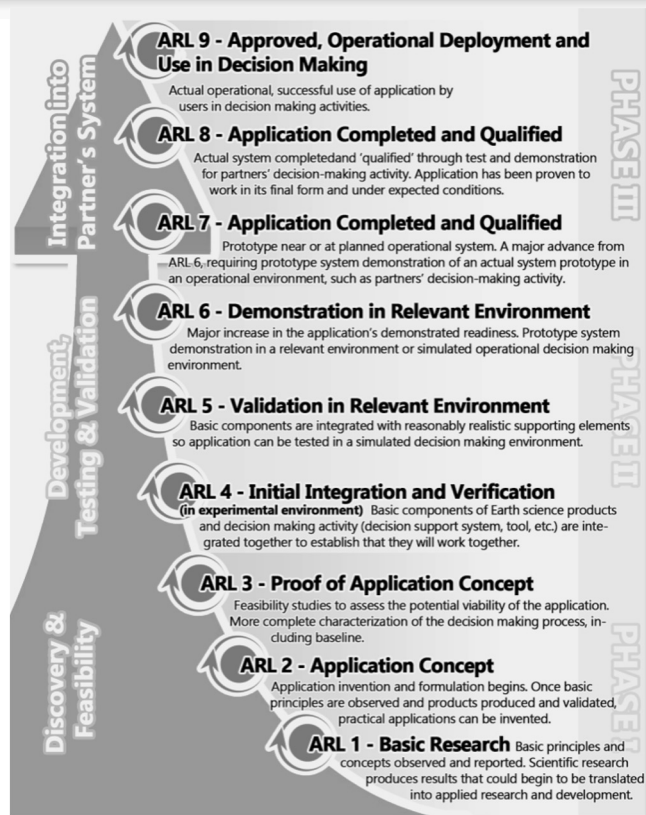 ARL 9 - Approved, Operational Deployment and
Use in Decision Making
Actual operational, successful use of application by
users in decision making activities.
ARL 8 - Application Completed and Qualified
Actual system completedand 'qualified' through test and demonstration
for partners' decision-making activity. Application has been proven to
work in its final form and under expected conditions.
ARL 7 - Application Completed and Qualified
Prototype near or at planned operational system. A major advance from
ARL 6, requiring prototype system demonstration of an actual system prototype in
an operational environment, such as partners' decision-making activity.
Integration into
Partner's System
PHASE III
ARL 6 - Demonstration in Relevant Environment
Major increase in the application's demonstrated readiness. Prototype system
demonstration in a relevant environment or simulated operational decision making
environment.
ARL 5 - Validation in Relevant Environment
Basic components are integrated with reasonably realistic supporting elements
so application can be tested in a simulated decision making environment.
ARL 4 - Initial Integration and Verification
(in experimental environment) Basic components of Earth science products
and decision making activity (decision support system, tool, etc.) are inte-
grated together to establish that they will work together.
Development,
Testing & Validation
PHASE II
ARL 3 - Proof of Application Concept
Feasibility studies to assess the potential viability of the application.
More complete characterization of the decision making process, in-
cluding baseline.
ARL 2 - Application Concept
Application invention and formulation begins. Once basic
principles are observed and products produced and validated,
practical applications can be invented.
ARL 1 - Basic Research Basic principles and
concepts observed and reported. Scientific research
produces results that could begin to be translated
into applied research and development.
Discovery &
Feasibility
PHASE I